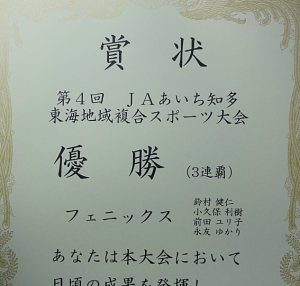 賞状
第4回 JAあいち知多
東海地域複合スポーツ大会
優勝 (3連覇)
フェニックス
鈴村 健仁
小久保 利樹
前田 ユリ子
永友 ゆかり
あなたは本大会において
日頃の成果を発揮し